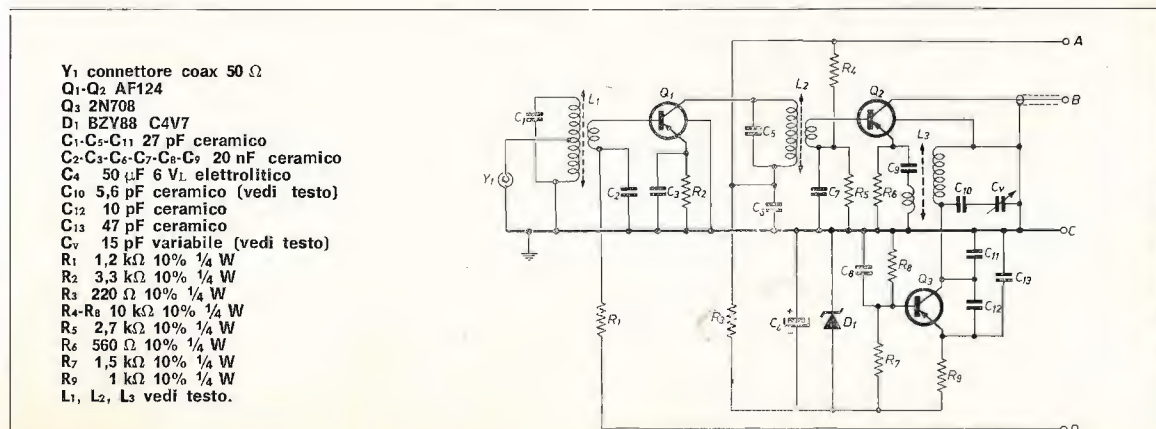 Y1 connettore coax 50 Ω
Q1-Q2 AF124
Q3 2N708
D1 BZY88 C4V7
C1-C5-C11 27 pF ceramico
C2-C3-C6-C7-C8-C9 20 nF ceramico
C4 50 μF 6 VL elettrolitico
C10 5,6 pF ceramico (vedi testo)
C12 10 pF ceramico
C13 47 pF ceramico
Cv 15 pF variabile (vedi testo)
R1 1,2 kΩ 10% ¼ W
R2 3,3 kΩ 10% ¼ W
R3 220 Ω 10% ¼ W
R4-R8 10 kΩ 10% ¼ W
R5 2,7 kΩ 10% ¼ W
R6 560 Ω 10% ¼ W
R7 1,5 kΩ 10% ¼ W
R9 1 kΩ 10% ¼ W
L1, L2, L3 vedi testo.
A
R4
L2
Q2
B
L1
Q1
C1
C5
L3
C9
Y1
C2
C3
R2
C7
R5
R6
C10
Cv
C
C8
R8
C11
Q3
C13
C12
R1
R3
C4
+
D1
R7
R9